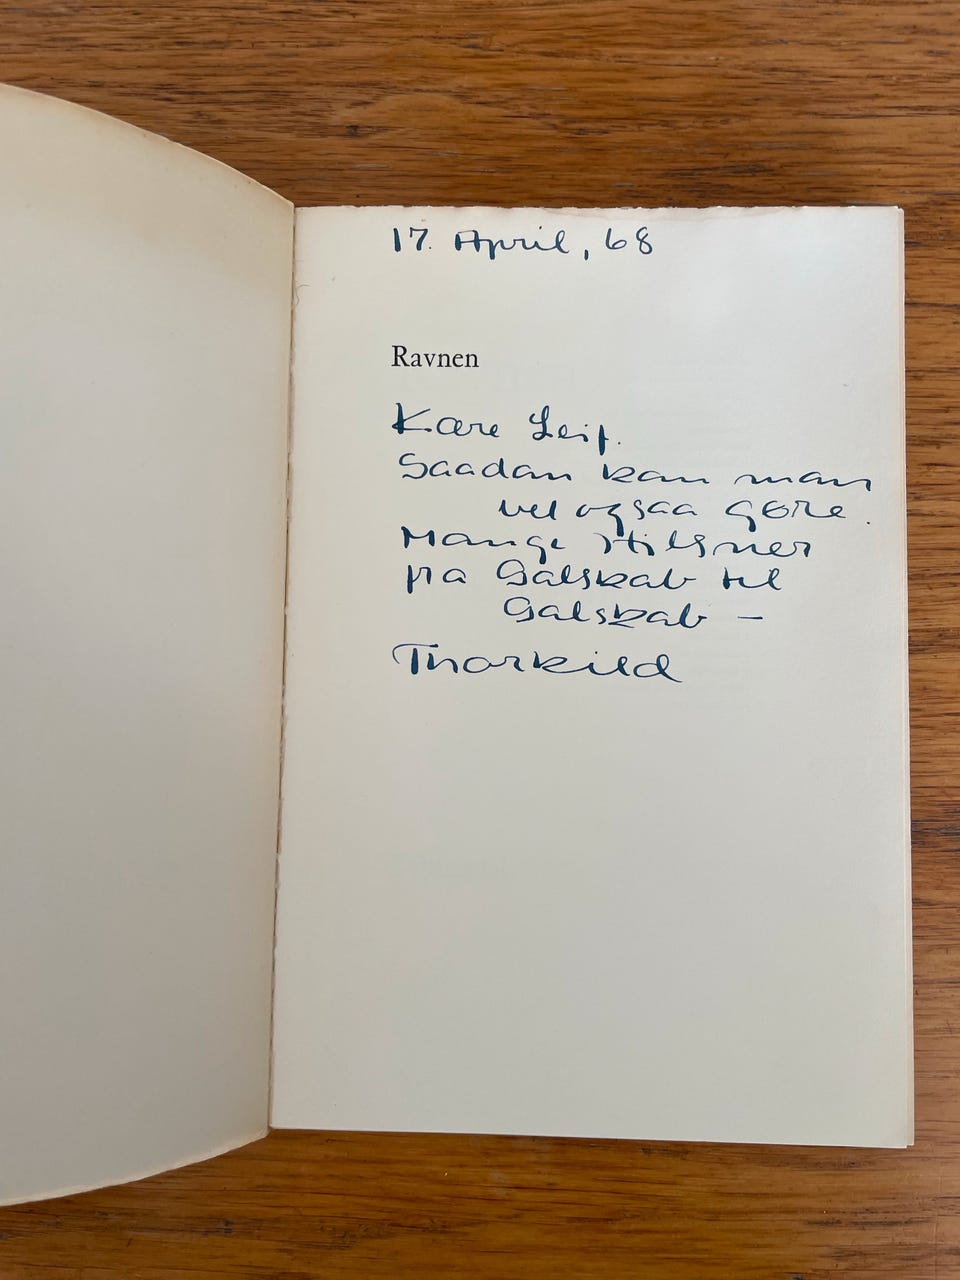 17. April, 68
Ravnen
Kære Leif.
Saadan kan man
vel ogsaa gøre.
Mange Hilsner
fra Galskab til
Galskab –
Thorkild